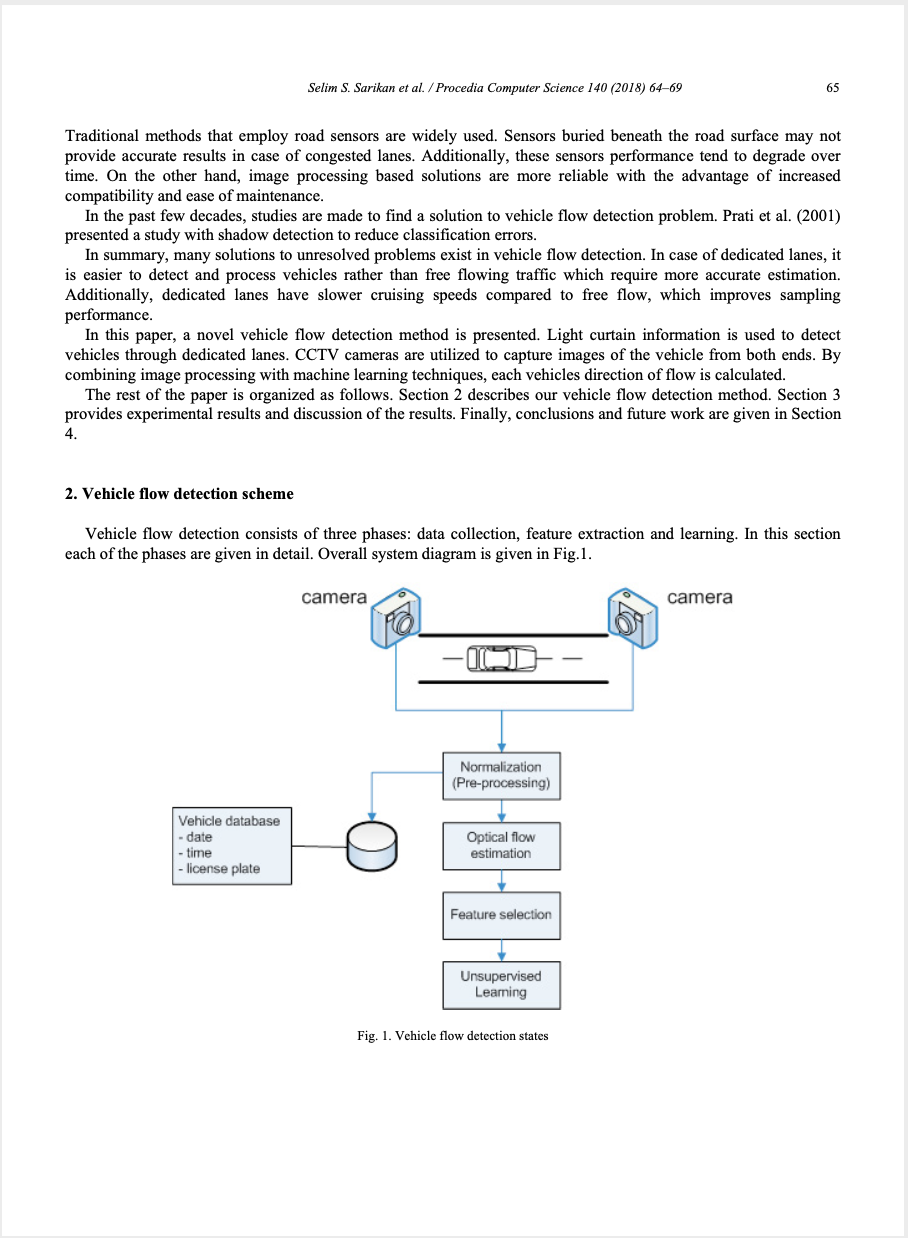 Selim S. Sarikan et al. / Procedia Computer Science 140 (2018) 64–69 65
Traditional methods that employ road sensors are widely used. Sensors buried beneath the road surface may not
provide accurate results in case of congested lanes. Additionally, these sensors performance tend to degrade over
time. On the other hand, image processing based solutions are more reliable with the advantage of increased
compatibility and ease of maintenance.
In the past few decades, studies are made to find a solution to vehicle flow detection problem. Prati et al. (2001)
presented a study with shadow detection to reduce classification errors.
In summary, many solutions to unresolved problems exist in vehicle flow detection. In case of dedicated lanes, it
is easier to detect and process vehicles rather than free flowing traffic which require more accurate estimation.
Additionally, dedicated lanes have slower cruising speeds compared to free flow, which improves sampling
performance.
In this paper, a novel vehicle flow detection method is presented. Light curtain information is used to detect
vehicles through dedicated lanes. CCTV cameras are utilized to capture images of the vehicle from both ends. By
combining image processing with machine learning techniques, each vehicles direction of flow is calculated.
The rest of the paper is organized as follows. Section 2 describes our vehicle flow detection method. Section 3
provides experimental results and discussion of the results. Finally, conclusions and future work are given in Section
4.
2. Vehicle flow detection scheme
Vehicle flow detection consists of three phases: data collection, feature extraction and learning. In this section
each of the phases are given in detail. Overall system diagram is given in Fig.1.
camera
camera
Normalization
(Pre-processing)
Vehicle database
- date
- time
- license plate
Optical flow
estimation
Feature selection
Unsupervised
Learning
Fig. 1. Vehicle flow detection states